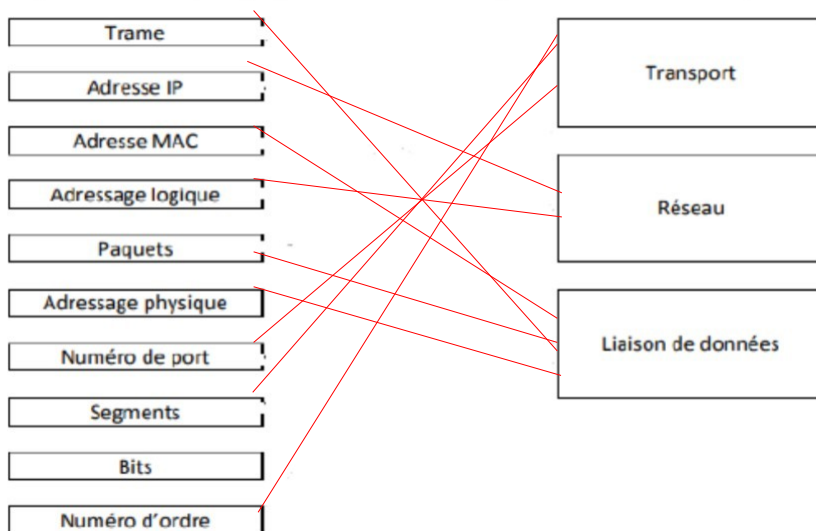 Trame
Adresse IP
Adresse MAC
Adressage logique
Paquets
Adressage physique
Numéro de port
Segments
Bits
Numéro d'ordre
Transport
Réseau
Liaison de données